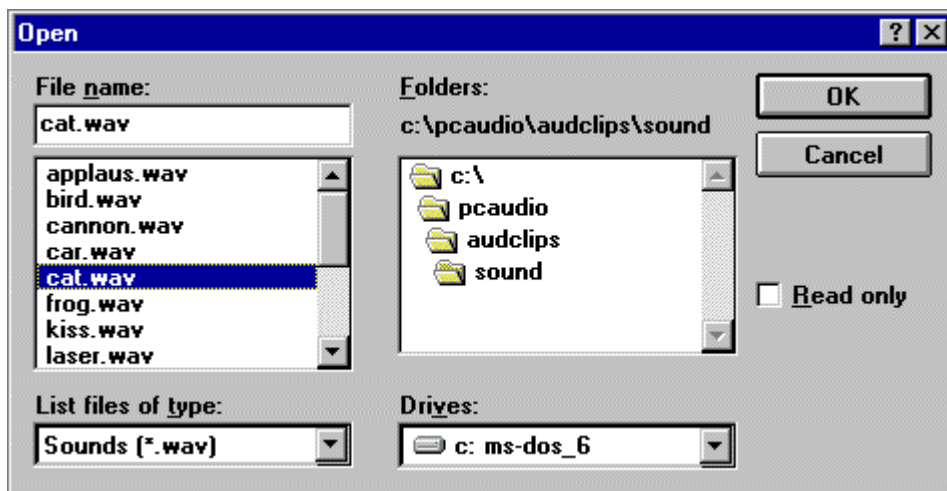 Open
File name:
cat.wav
applaus.wav
bird.wav
cannon.wav
car.wav
cat.wav
frog.wav
kiss.wav
laser.wav
List files of type:
Sounds (*.wav)
Folders:
c:\pcaudio\audclips\sound
c:\
pcaudio
audclips
sound
Drives:
c: ms-dos_6
OK
Cancel
Read only